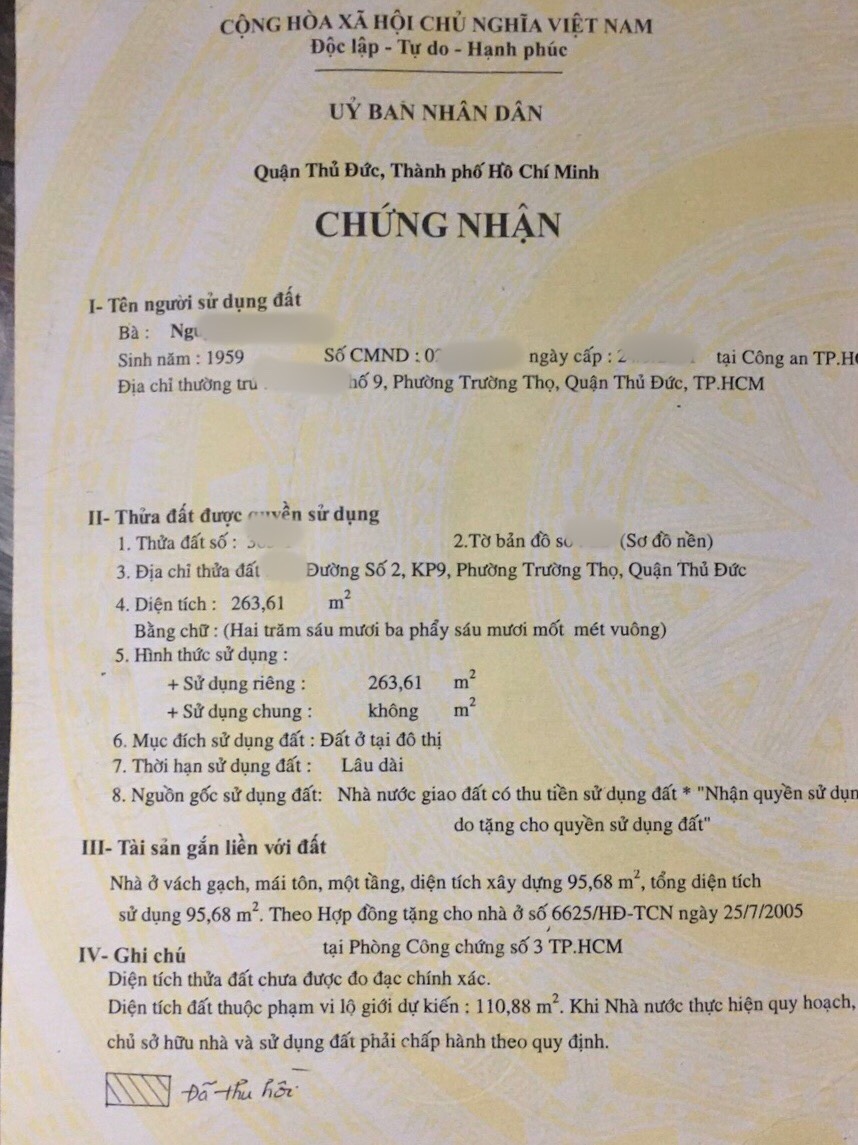 CỘNG HÒA XÃ HỘI CHỦ NGHĨA VIỆT NAM
Độc lập - Tự do - Hạnh phúc
UỶ BAN NHÂN DÂN
Quận Thủ Đức, Thành phố Hồ Chí Minh
CHỨNG NHẬN
I- Tên người sử dụng đất
Bà :
Sinh năm : 1959 Số CMND : ngày cấp : tại Công an
Địa chỉ thường 9, Phường Trường Thọ, Quận Thủ Đức, TP.HCM
II- Thửa đất được quyền sử dụng
1. Thửa đất số : 2.Tờ bản đồ (Sơ đồ nền)
3. Địa chỉ thửa đất Đường Số 2, KP9, Phường Trường Thọ, Quận Thủ Đức
4. Diện tích : 263,61 m²
Bằng chữ : (Hai trăm sáu mươi ba phẩy sáu mươi mốt mét vuông)
5. Hình thức sử dụng :
+ Sử dụng riêng : 263,61 m²
+ Sử dụng chung : không m²
6. Mục đích sử dụng đất : Đất ở tại đô thị
7. Thời hạn sử dụng đất : Lâu dài
8. Nguồn gốc sử dụng đất: Nhà nước giao đất có thu tiền sử dụng đất * "Nhận quyền sử
do tặng cho quyền sử dụng đất"
III- Tài sản gắn liền với đất
Nhà ở vách gạch, mái tôn, một tầng, diện tích xây dựng 95,68 m², tổng diện tích
sử dụng 95,68 m². Theo Hợp đồng tặng cho nhà ở số 6625/HĐ-TCN ngày 25/7/2005
tại Phòng Công chứng số 3 TP.HCM
IV- Ghi chú
Diện tích thửa đất chưa được đo đạc chính xác.
Diện tích đất thuộc phạm vi lộ giới dự kiến : 110,88 m². Khi Nhà nước thực hiện quy hoạch,
chủ sở hữu nhà và sử dụng đất phải chấp hành theo quy định.
Đã thu hồi